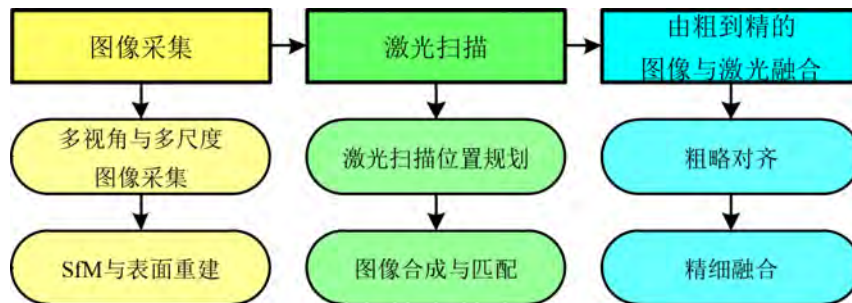 图像采集
激光扫描
由粗到精的
图像与激光融合
多视角与多尺度
图像采集
激光扫描位置规划
粗略对齐
SfM与表面重建
图像合成与匹配
精细融合